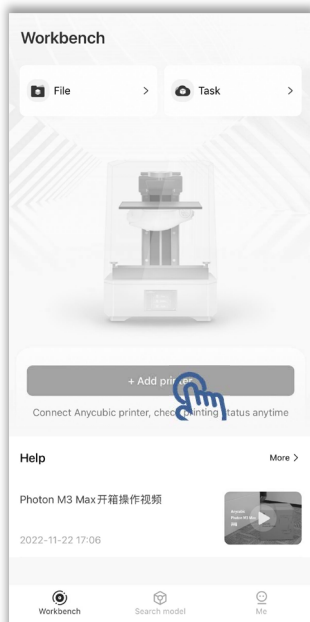 Workbench
File
Task
+ Add printer
Connect Anycubic printer, check printing status anytime
Help
More >
Photon M3 Max开箱操作视频
2022-11-22 17:06
Workbench
Search model
Me